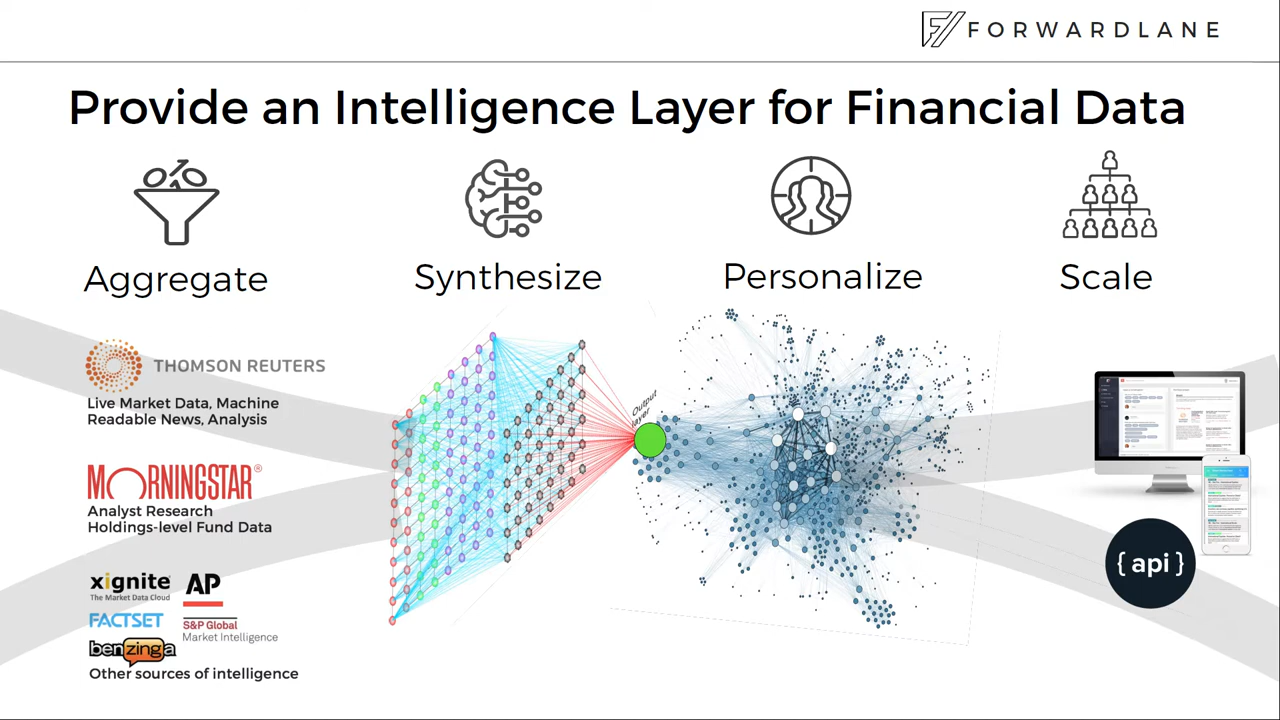 FORWARDLANE
Provide an Intelligence Layer for Financial Data
Aggregate
Synthesize
Personalize
Scale
THOMSON REUTERS
Live Market Data, Machine
Readable News, Analysis
MORNINGSTAR®
Analyst Research
Holdings-level Fund Data
xignite
The Market Data Cloud
AP
FACTSET
S&P Global
Market Intelligence
benzinga
Other sources of intelligence
Output
layer
{ api }